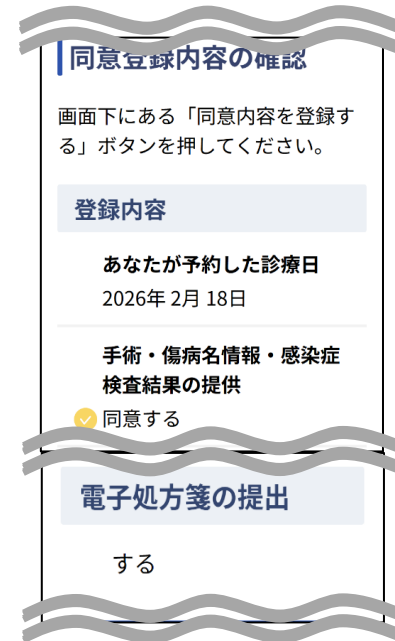 同意登録内容の確認
画面下にある「同意内容を登録す
る」ボタンを押してください。
登録内容
あなたが予約した診療日
2026年 2月 18日
手術・傷病名情報・感染症
検査結果の提供
同意する
電子処方箋の提出
する